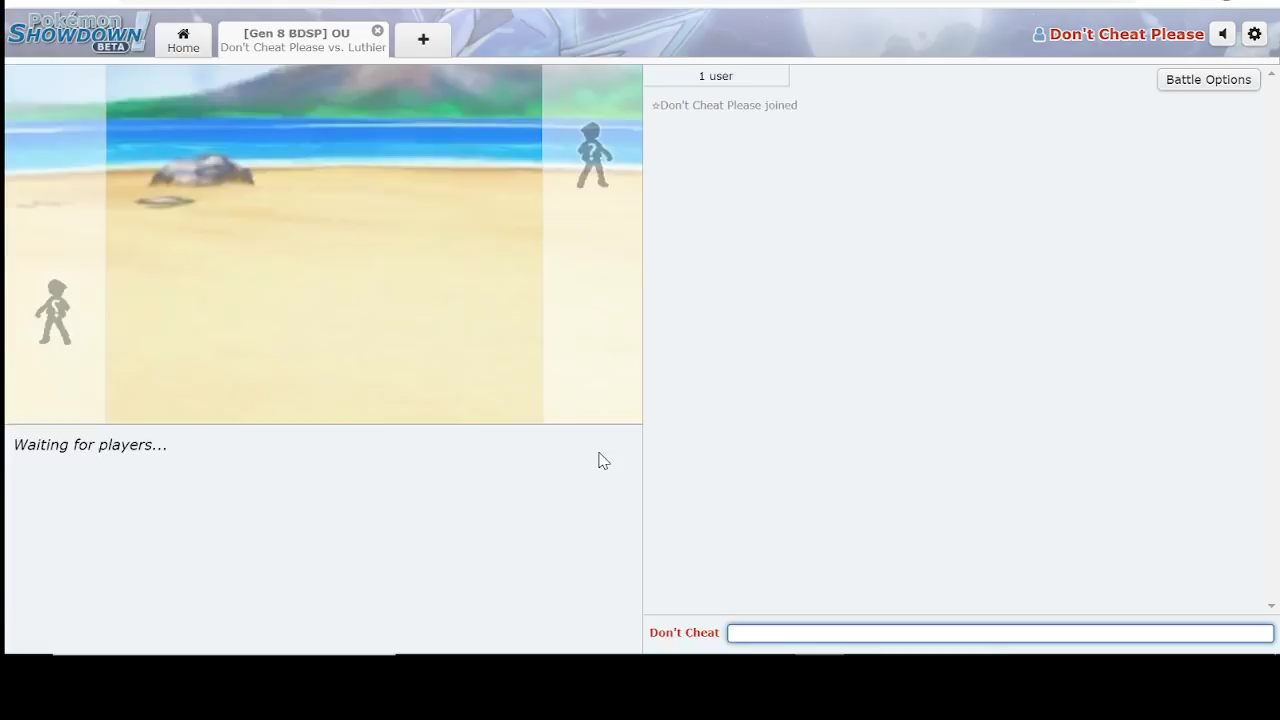 Pokémon
SHOWDOWN!
BETA
Home
[Gen 8 BDSP] OU
Don't Cheat Please vs. Luthier
+
Don't Cheat Please
1 user
Battle Options
☆Don't Cheat Please joined
?
?
Waiting for players...
Don't Cheat